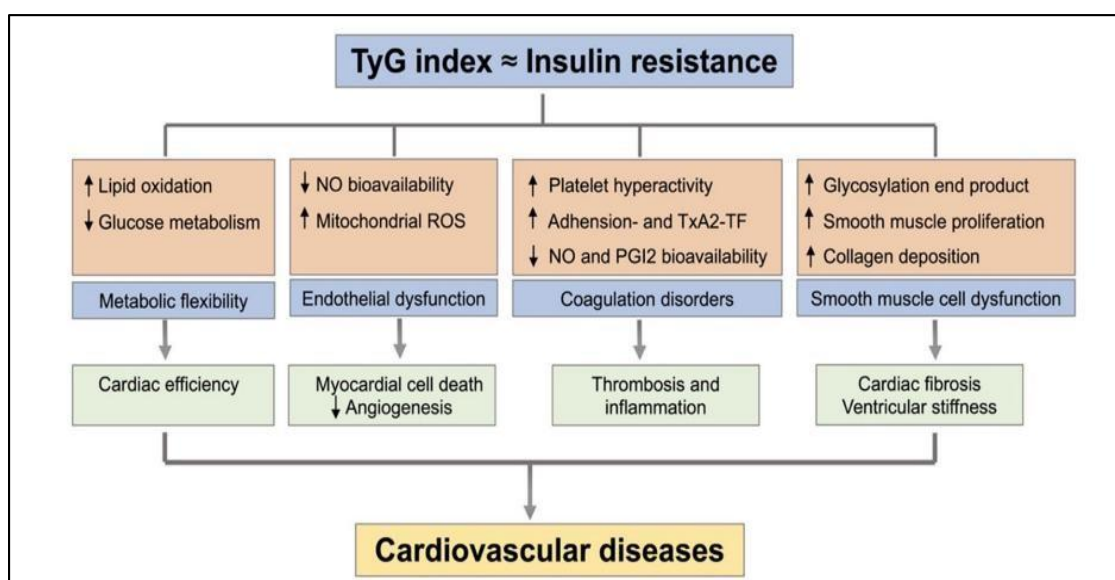 TyG index ≈ Insulin resistance
↑ Lipid oxidation
↓ Glucose metabolism
Metabolic flexibility
Cardiac efficiency
↓ NO bioavailability
↑ Mitochondrial ROS
Endothelial dysfunction
Myocardial cell death
↓ Angiogenesis
↑ Platelet hyperactivity
↑ Adhension- and TxA2-TF
↓ NO and PGI2 bioavailability
Coagulation disorders
Thrombosis and
inflammation
↑ Glycosylation end product
↑ Smooth muscle proliferation
↑ Collagen deposition
Smooth muscle cell dysfunction
Cardiac fibrosis
Ventricular stiffness
Cardiovascular diseases